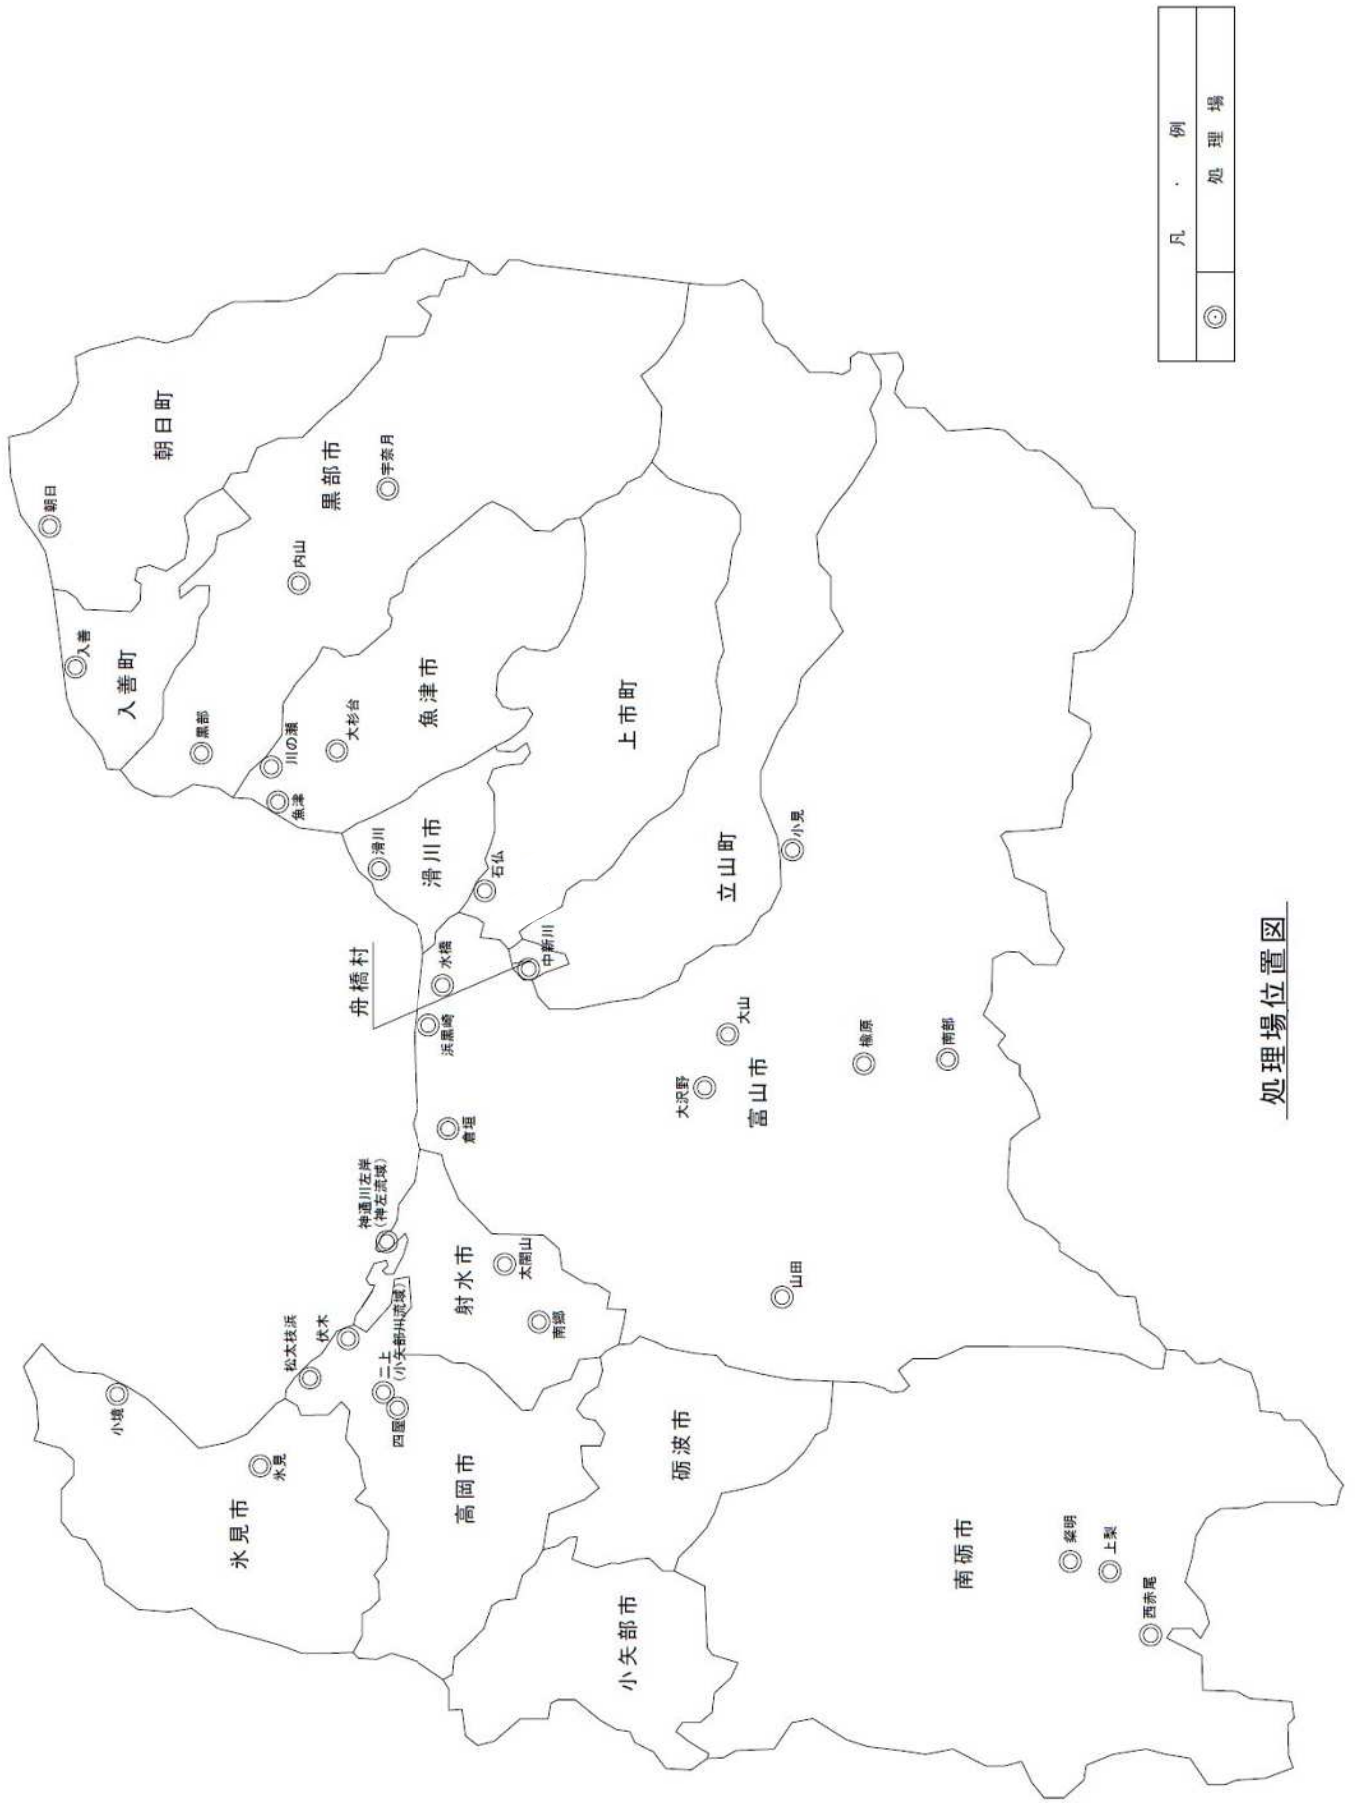 凡 ・ 例
処 理 場
朝日町
朝日
黒部市
宇奈月
内山
入善
入善町
黒部
川の瀬
魚津
大杉台
魚津市
上市町
滑川
滑川市
石仏
立山町
小見
舟橋村
水橋
中新川
浜黒崎
大山
大沢野
富山市
楡原
南部
倉垣
神通川左岸
(神左流域)
射水市
太閤山
南郷
山田
松太枝浜
伏木
二上
(小矢部川流域)
四屋
小境
氷見
氷見市
高岡市
砺波市
小矢部市
南砺市
上梨
西赤尾
処理場位置図